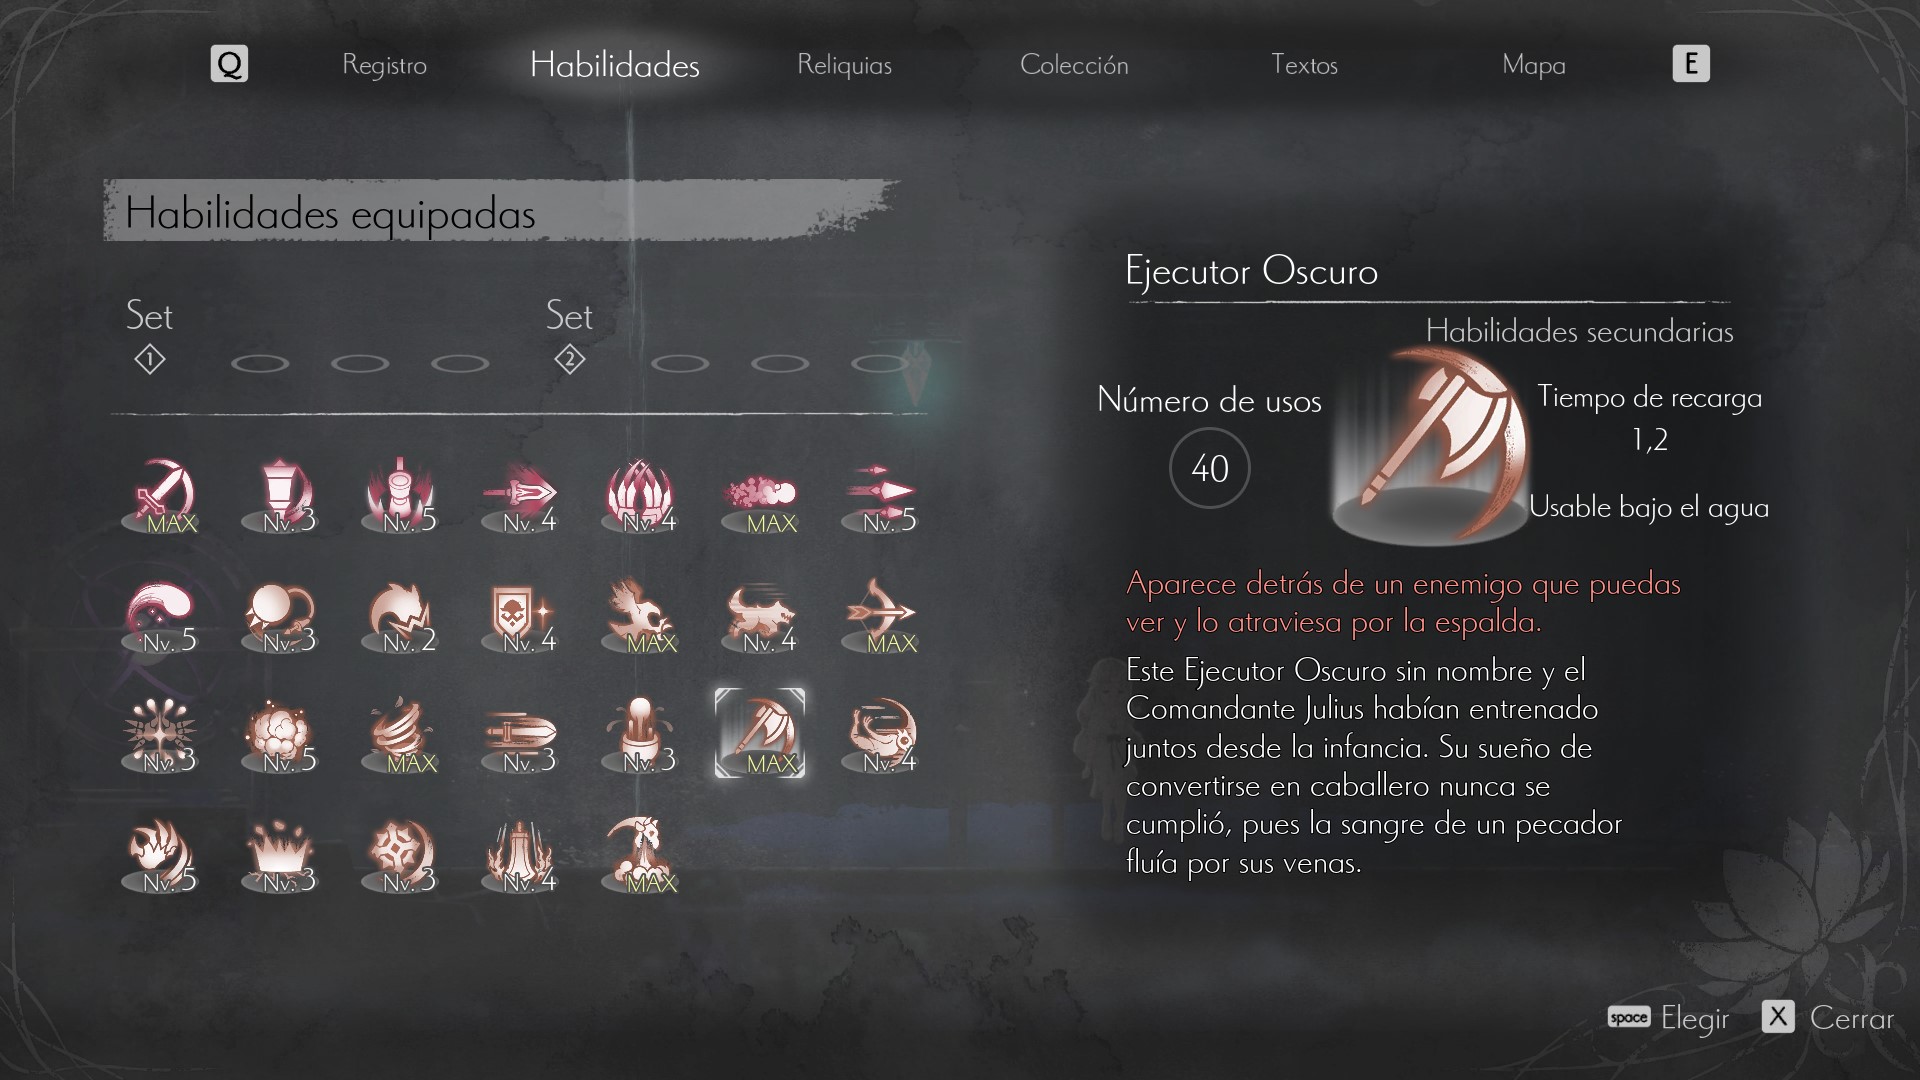 Q Registro Habilidades Reliquias Colección Textos Mapa E
Habilidades equipadas
Set Set
1 2
MAX Nv. 3 Nv. 5 Nv. 4 Nv. 4 MAX Nv. 5
Nv. 5 Nv. 3 Nv. 2 Nv. 4 MAX Nv. 4 MAX
Nv. 3 Nv. 5 MAX Nv. 3 Nv. 3 MAX Nv. 4
Nv. 5 Nv. 3 Nv. 3 Nv. 4 MAX
Ejecutor Oscuro
Habilidades secundarias
Número de usos
40
Tiempo de recarga
1,2
Usable bajo el agua
Aparece detrás de un enemigo que puedas
ver y lo atraviesa por la espalda.
Este Ejecutor Oscuro sin nombre y el
Comandante Julius habían entrenado
juntos desde la infancia. Su sueño de
convertirse en caballero nunca se
cumplió, pues la sangre de un pecador
fluía por sus venas.
space Elegir X Cerrar